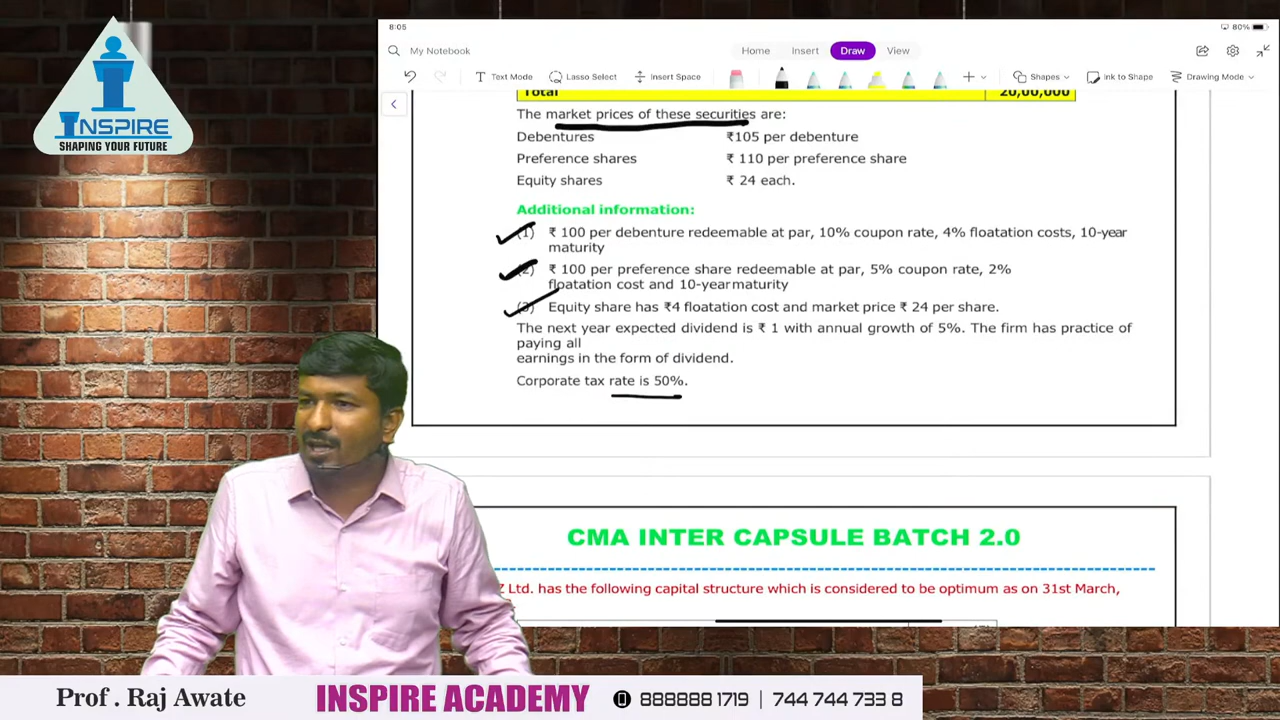 8:05
80%
My Notebook
Home Insert Draw View
Text Mode Lasso Select Insert Space Shapes Ink to Shape Drawing Mode
INSPIRE
SHAPING YOUR FUTURE
Total 20,00,000
The market prices of these securities are:
Debentures ₹105 per debenture
Preference shares ₹ 110 per preference share
Equity shares ₹ 24 each.
Additional information:
(1) ₹ 100 per debenture redeemable at par, 10% coupon rate, 4% floatation costs, 10-year
maturity
(2) ₹ 100 per preference share redeemable at par, 5% coupon rate, 2%
floatation cost and 10-yearmaturity
(3) Equity share has ₹4 floatation cost and market price ₹ 24 per share.
The next year expected dividend is ₹ 1 with annual growth of 5%. The firm has practice of
paying all
earnings in the form of dividend.
Corporate tax rate is 50%.
CMA INTER CAPSULE BATCH 2.0
Z Ltd. has the following capital structure which is considered to be optimum as on 31st March,
Prof . Raj Awate INSPIRE ACADEMY 888888 1719 | 744 744 733 8